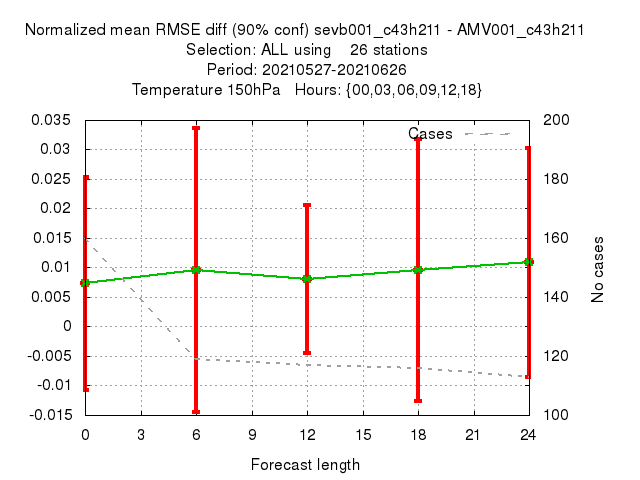 Normalized mean RMSE diff (90% conf) sevb001_c43h211 - AMV001_c43h211
Selection: ALL using 26 stations
Period: 20210527-20210626
Temperature 150hPa Hours: {00,03,06,09,12,18}
Cases
0.035
0.03
0.025
0.02
0.015
0.01
0.005
0
-0.005
-0.01
-0.015
200
180
160
140
120
100
No cases
0 3 6 9 12 15 18 21 24
Forecast length